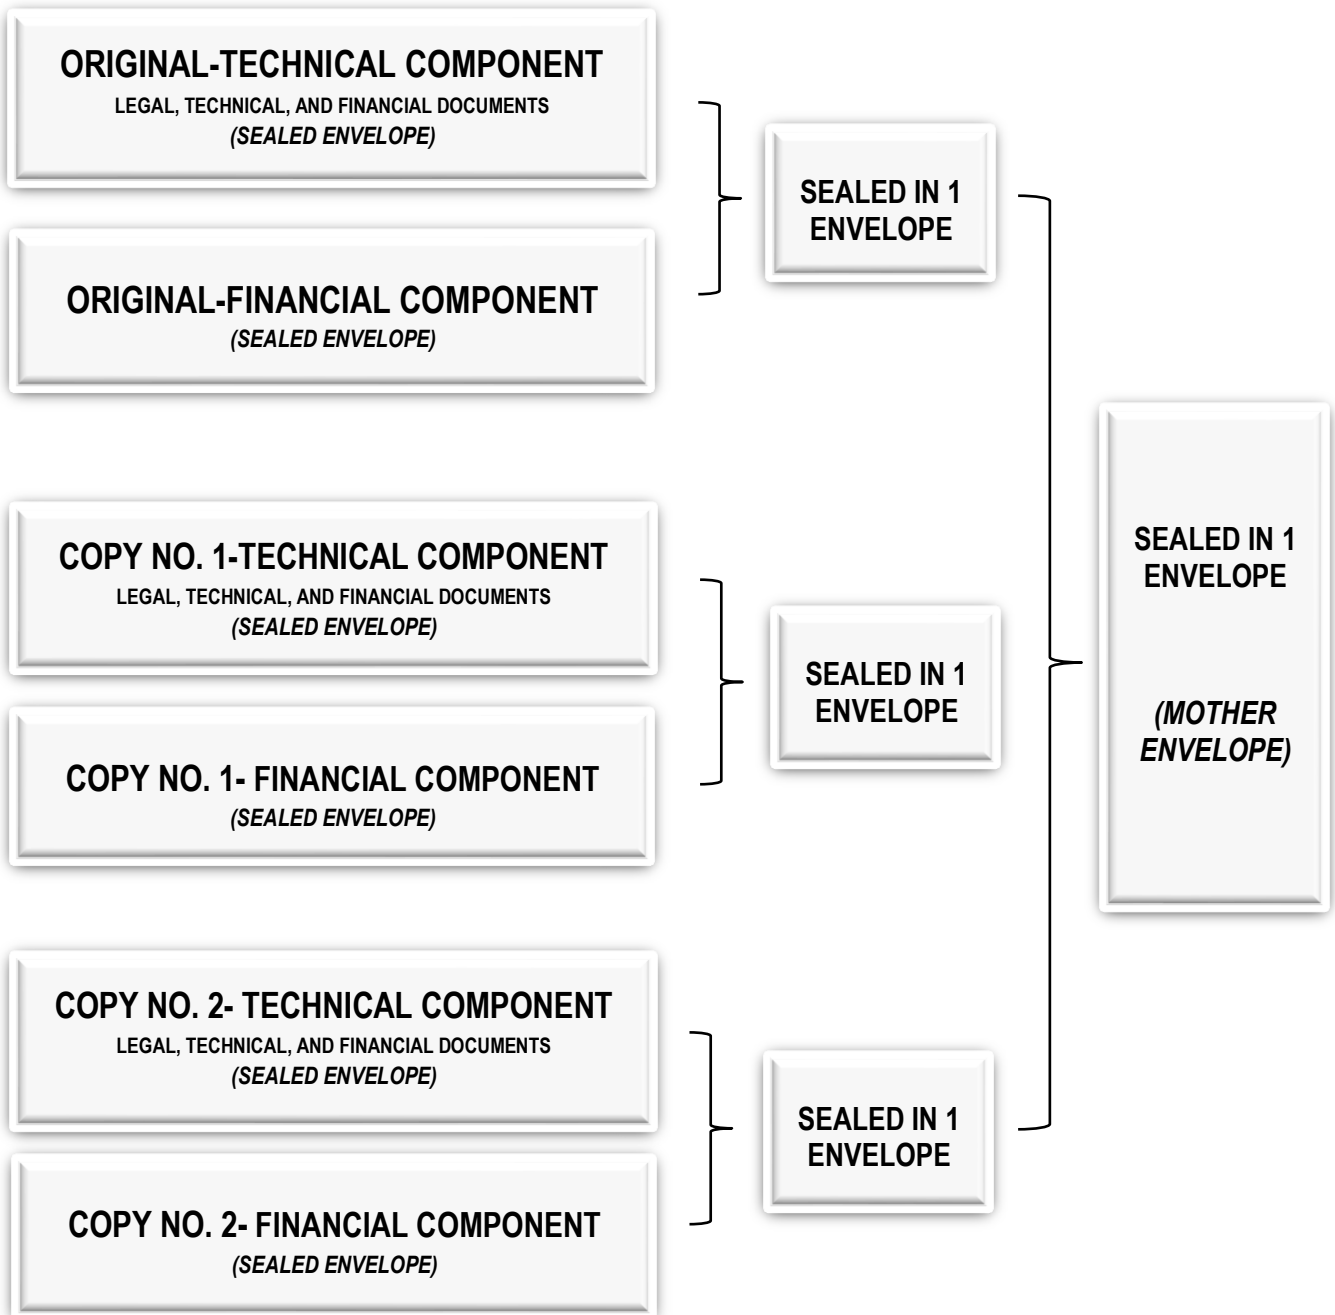 ORIGINAL-TECHNICAL COMPONENT
LEGAL, TECHNICAL, AND FINANCIAL DOCUMENTS
(SEALED ENVELOPE)
ORIGINAL-FINANCIAL COMPONENT
(SEALED ENVELOPE)
SEALED IN 1
ENVELOPE
COPY NO. 1-TECHNICAL COMPONENT
LEGAL, TECHNICAL, AND FINANCIAL DOCUMENTS
(SEALED ENVELOPE)
COPY NO. 1- FINANCIAL COMPONENT
(SEALED ENVELOPE)
SEALED IN 1
ENVELOPE
COPY NO. 2- TECHNICAL COMPONENT
LEGAL, TECHNICAL, AND FINANCIAL DOCUMENTS
(SEALED ENVELOPE)
COPY NO. 2- FINANCIAL COMPONENT
(SEALED ENVELOPE)
SEALED IN 1
ENVELOPE
SEALED IN 1
ENVELOPE
(MOTHER
ENVELOPE)